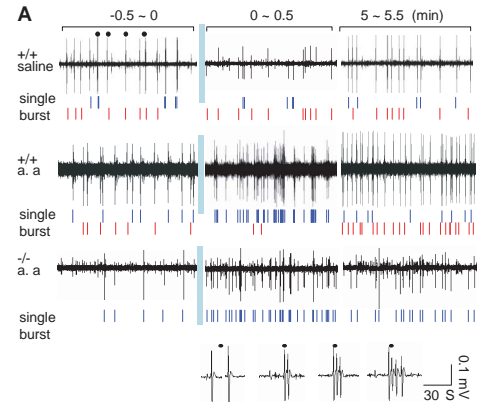 A
-0.5 ~ 0 0 ~ 0.5 5 ~ 5.5 (min)
+/+
saline
single
burst
+/+
a. a
single
burst
-/-
a. a
single
burst
0.1 mV
30 S